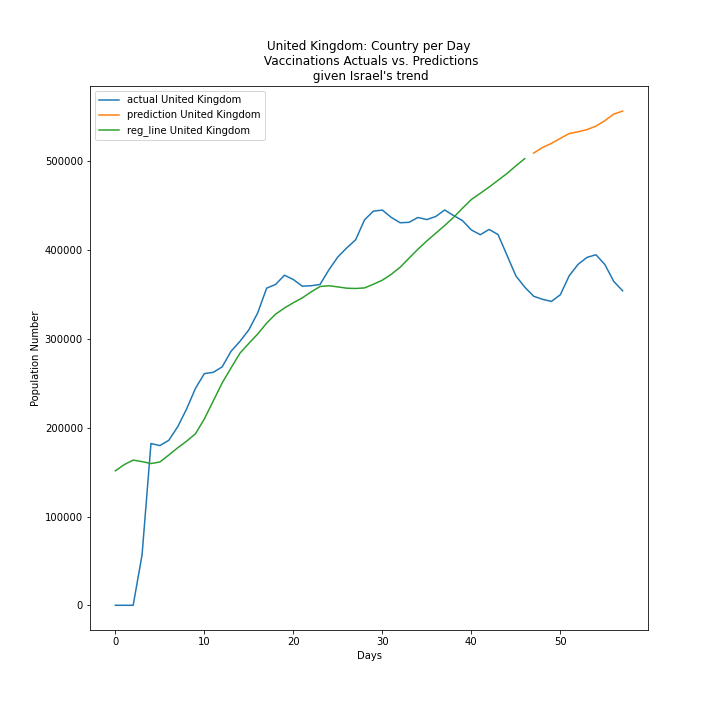 United Kingdom: Country per Day
Vaccinations Actuals vs. Predictions
given Israel's trend
actual United Kingdom
prediction United Kingdom
reg_line United Kingdom
500000
400000
300000
200000
100000
0
Population Number
0 10 20 30 40 50
Days